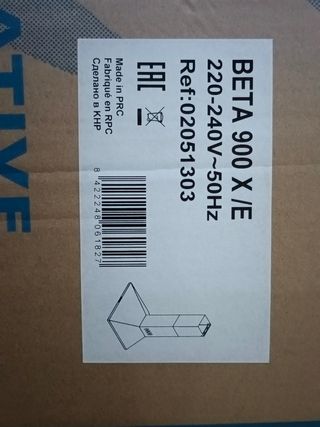 BETA 900 X /E
220-240V~50Hz
Ref:02051303
EAC
Made in PRC
Fabriqué en RPC
Сделано в КНР
8 422248 061827
ATIVE